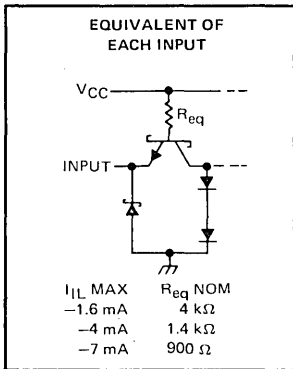 EQUIVALENT OF
EACH INPUT
VCC
Req
INPUT
IIL MAX Req NOM
−1.6 mA 4 kΩ
−4 mA 1.4 kΩ
−7 mA 900 Ω